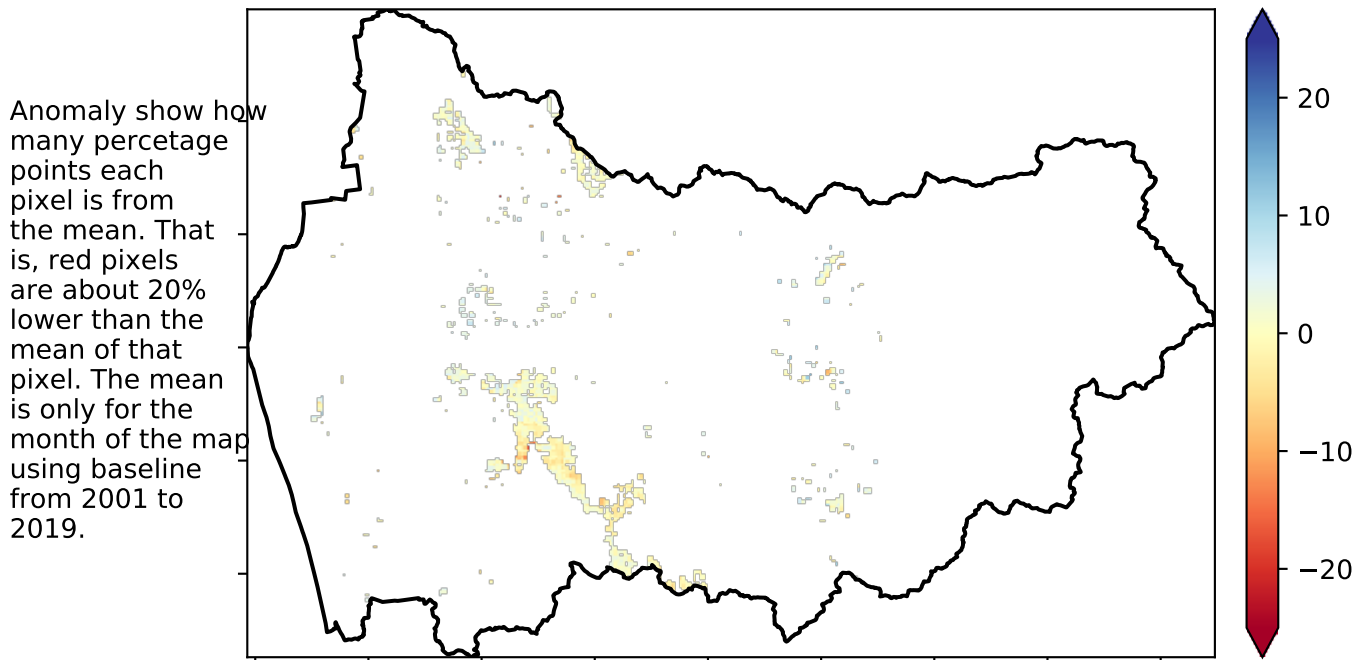 Anomaly show how
many percetage
points each
pixel is from
the mean. That
is, red pixels
are about 20%
lower than the
mean of that
pixel. The mean
is only for the
month of the map
using baseline
from 2001 to
2019.
20
10
0
−10
−20